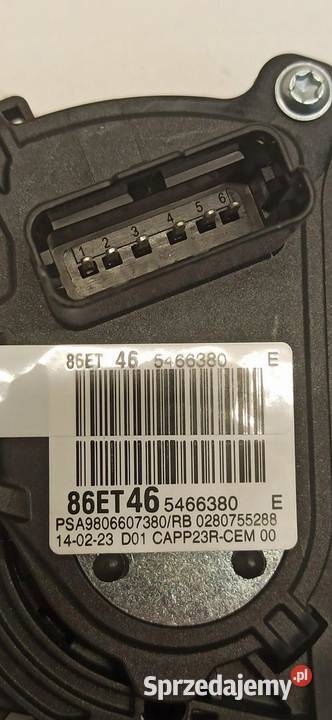 1 2 3 4 5 6
86ET 46 5466380 E
86ET46 5466380 E
PSA9806607380/RB 0280755288
14-02-23 D01 CAPP23R-CEM 00
Sprzedajemy.pl